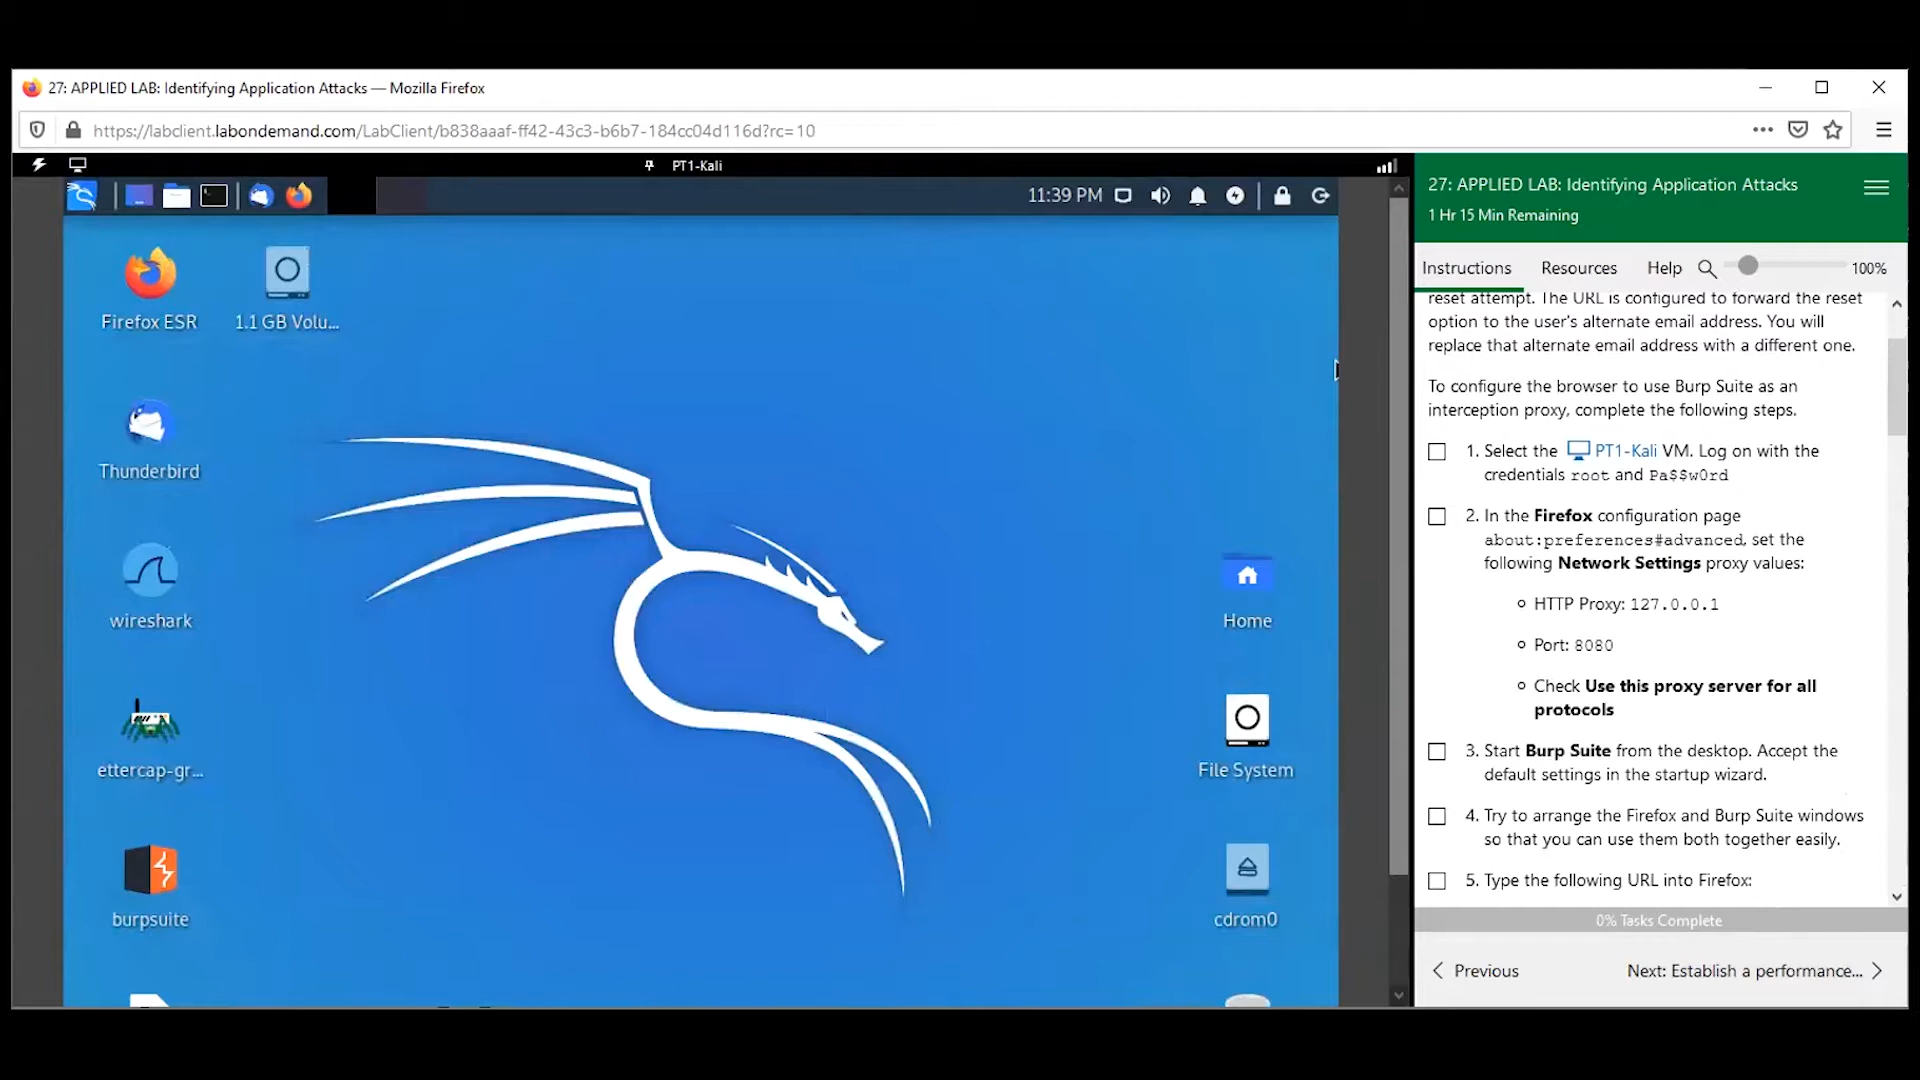 27: APPLIED LAB: Identifying Application Attacks — Mozilla Firefox
https://labclient.labondemand.com/LabClient/b838aaaf-ff42-43c3-b6b7-184cc04d116d?rc=10
PT1-Kali
11:39 PM
Firefox ESR
1.1 GB Volu...
Thunderbird
wireshark
ettercap-gr...
burpsuite
Home
File System
cdrom0
27: APPLIED LAB: Identifying Application Attacks
1 Hr 15 Min Remaining
Instructions Resources Help 100%
reset attempt. The URL is configured to forward the reset
option to the user's alternate email address. You will
replace that alternate email address with a different one.
To configure the browser to use Burp Suite as an
interception proxy, complete the following steps.
1. Select the PT1-Kali VM. Log on with the
credentials root and Pa$$w0rd
2. In the Firefox configuration page
about:preferences#advanced, set the
following Network Settings proxy values:
HTTP Proxy: 127.0.0.1
Port: 8080
Check Use this proxy server for all
protocols
3. Start Burp Suite from the desktop. Accept the
default settings in the startup wizard.
4. Try to arrange the Firefox and Burp Suite windows
so that you can use them both together easily.
5. Type the following URL into Firefox:
0% Tasks Complete
Previous
Next: Establish a performance...